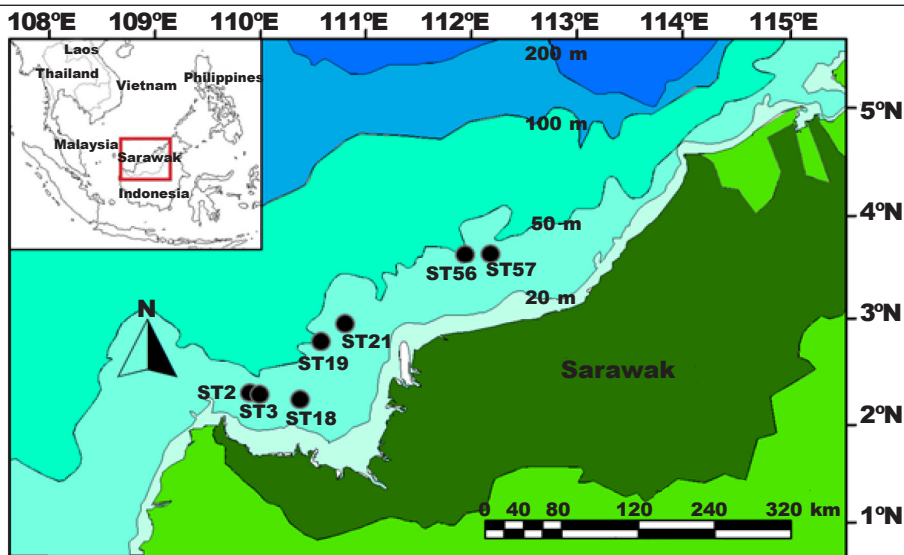 108ºE 109ºE 110ºE 111ºE 112ºE 113ºE 114ºE 115ºE
Laos
Thailand
Vietnam
Philippines
Malaysia
Sarawak
Indonesia
200 m
100 m
50 m
20 m
5ºN
4ºN
3ºN
2ºN
1ºN
N
ST56
ST57
ST21
ST19
ST2
ST3
ST18
Sarawak
0 40 80 120 240 320 km